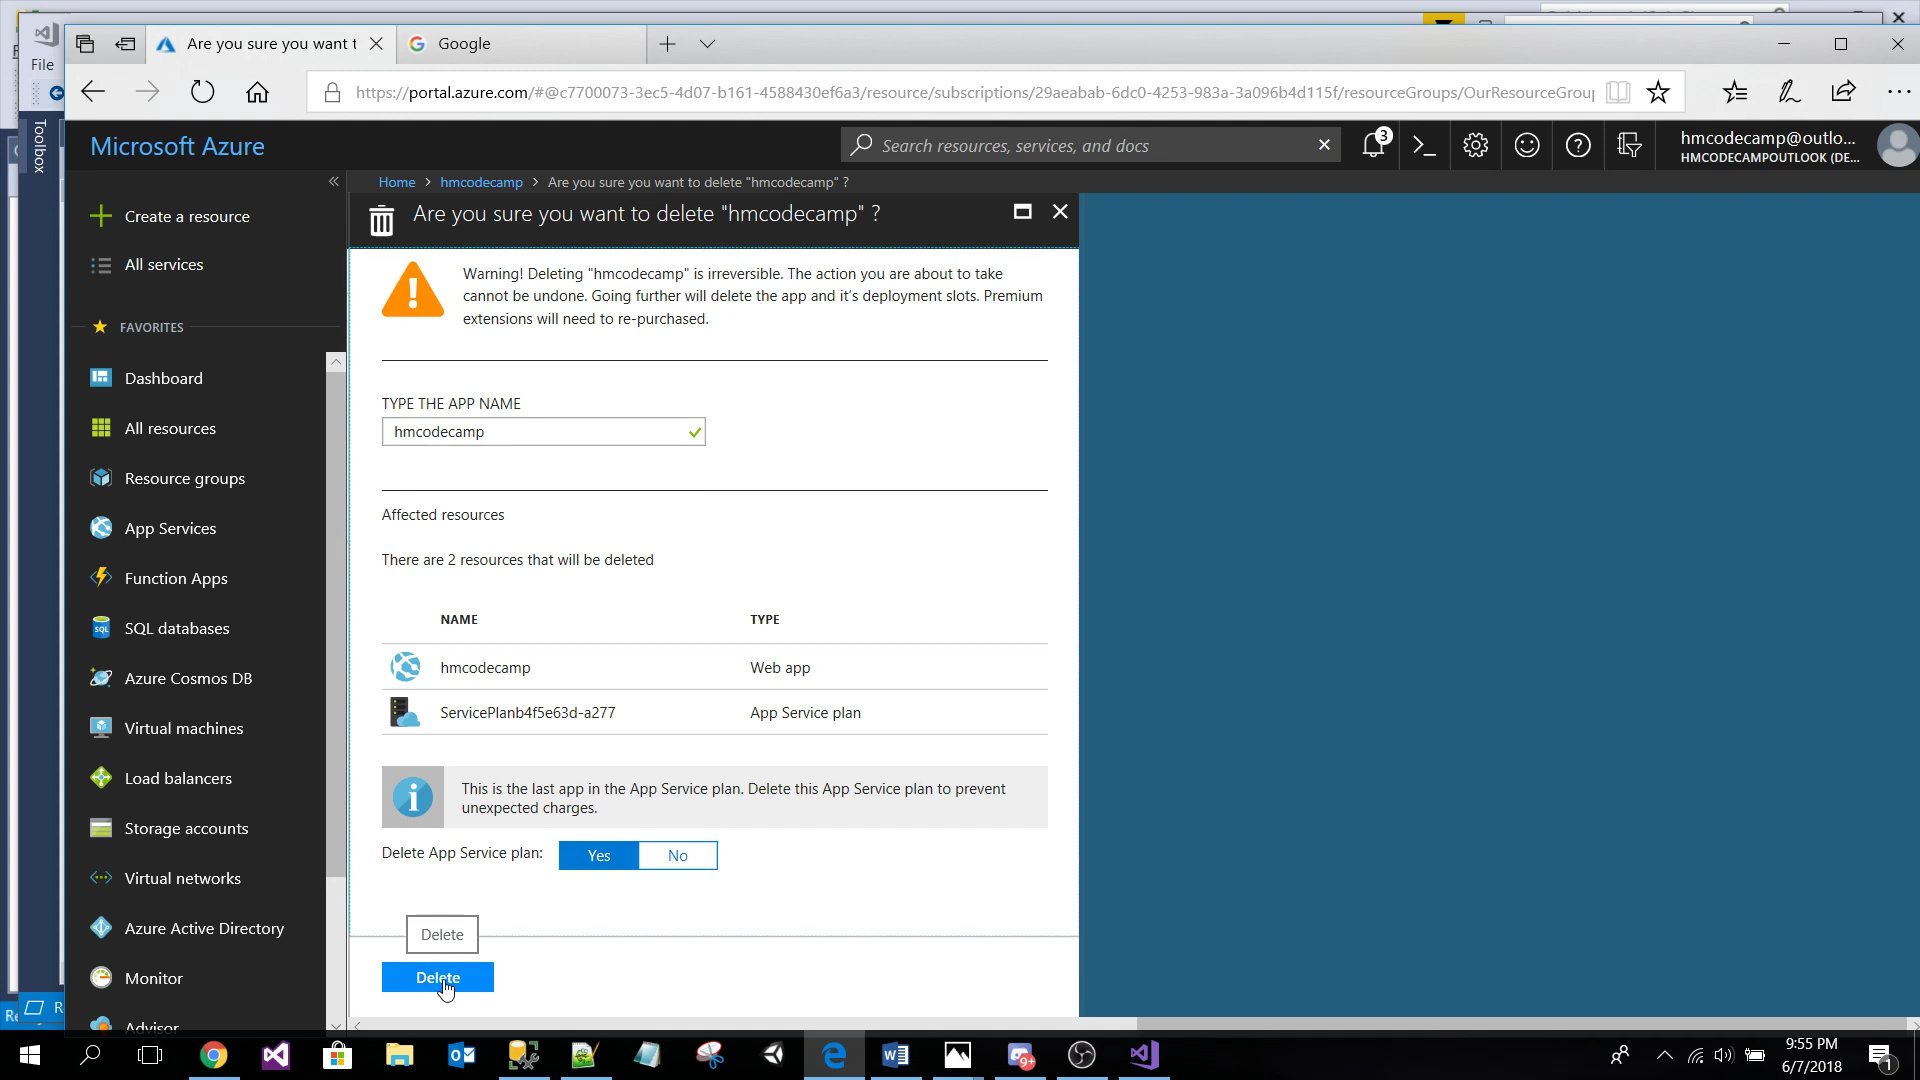 Are you sure you want t
Google
File
https://portal.azure.com/#@c7700073-3ec5-4d07-b161-4588430ef6a3/resource/subscriptions/29aeabab-6dc0-4253-983a-3a096b4d115f/resourceGroups/OurResourceGrou
Toolbox
Microsoft Azure
Search resources, services, and docs
3
hmcodecamp@outlo...
HMCODECAMPOUTLOOK (DE...
Home > hmcodecamp > Are you sure you want to delete "hmcodecamp" ?
Create a resource
All services
FAVORITES
Dashboard
All resources
Resource groups
App Services
Function Apps
SQL databases
Azure Cosmos DB
Virtual machines
Load balancers
Storage accounts
Virtual networks
Azure Active Directory
Monitor
Advisor
Are you sure you want to delete "hmcodecamp" ?
Warning! Deleting "hmcodecamp" is irreversible. The action you are about to take
cannot be undone. Going further will delete the app and it's deployment slots. Premium
extensions will need to re-purchased.
TYPE THE APP NAME
hmcodecamp
Affected resources
There are 2 resources that will be deleted
NAME TYPE
hmcodecamp Web app
SQL
ServicePlanb4f5e63d-a277 App Service plan
This is the last app in the App Service plan. Delete this App Service plan to prevent
unexpected charges.
Delete App Service plan: Yes No
Delete
Delete
9+
9:55 PM
6/7/2018
1